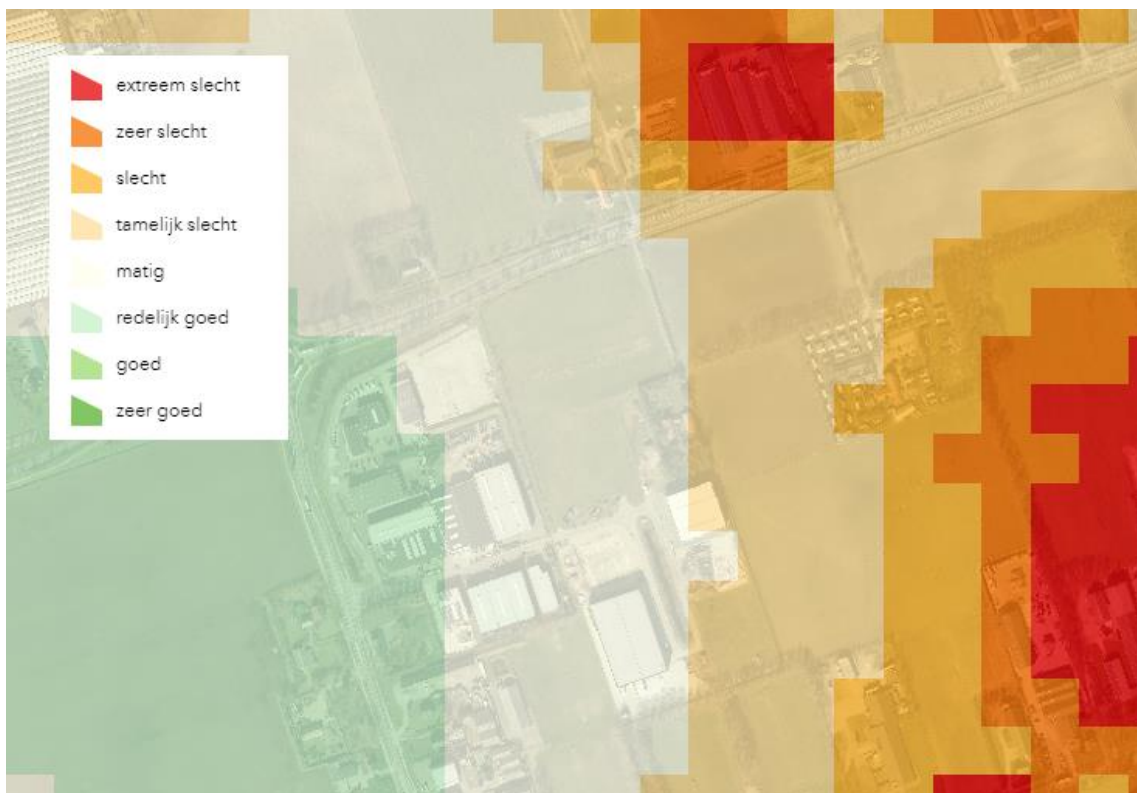 extreem slecht
zeer slecht
slecht
tamelijk slecht
matig
redelijk goed
goed
zeer goed